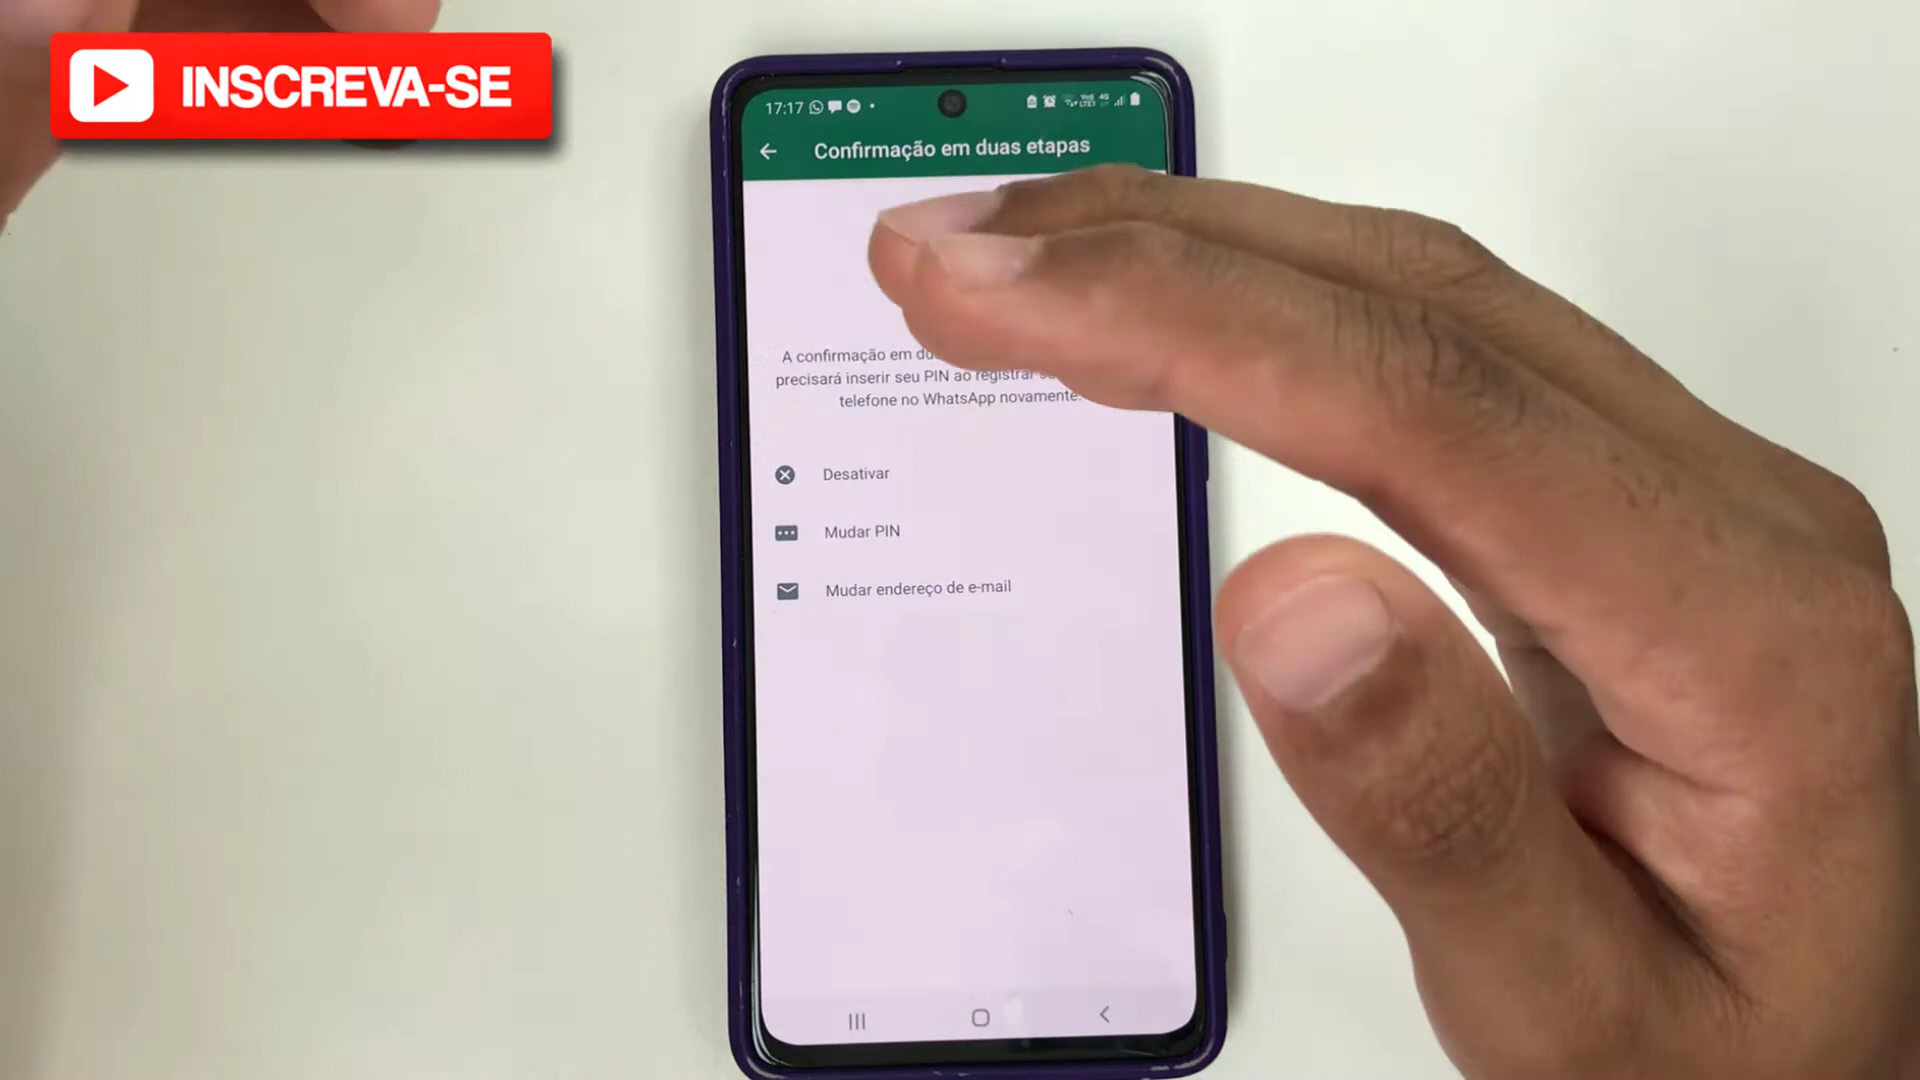 INSCREVA-SE
17:17
Confirmação em duas etapas
A confirmação em
precisará inserir seu PIN ao registrar
telefone no WhatsApp novamente.
Desativar
Mudar PIN
Mudar endereço de e-mail